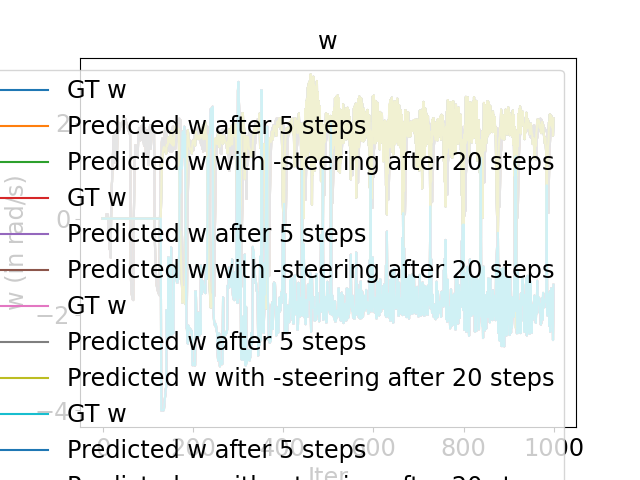 w
GT w
2
Predicted w after 5 steps
Predicted w with -steering after 20 steps
GT w
0
Predicted w after 5 steps
Predicted w with -steering after 20 steps
w (in rad/s)
GT w
−2
Predicted w after 5 steps
Predicted w with -steering after 20 steps
GT w
−4
Predicted w after 5 steps
0 200 400 600 800 1000
Iter